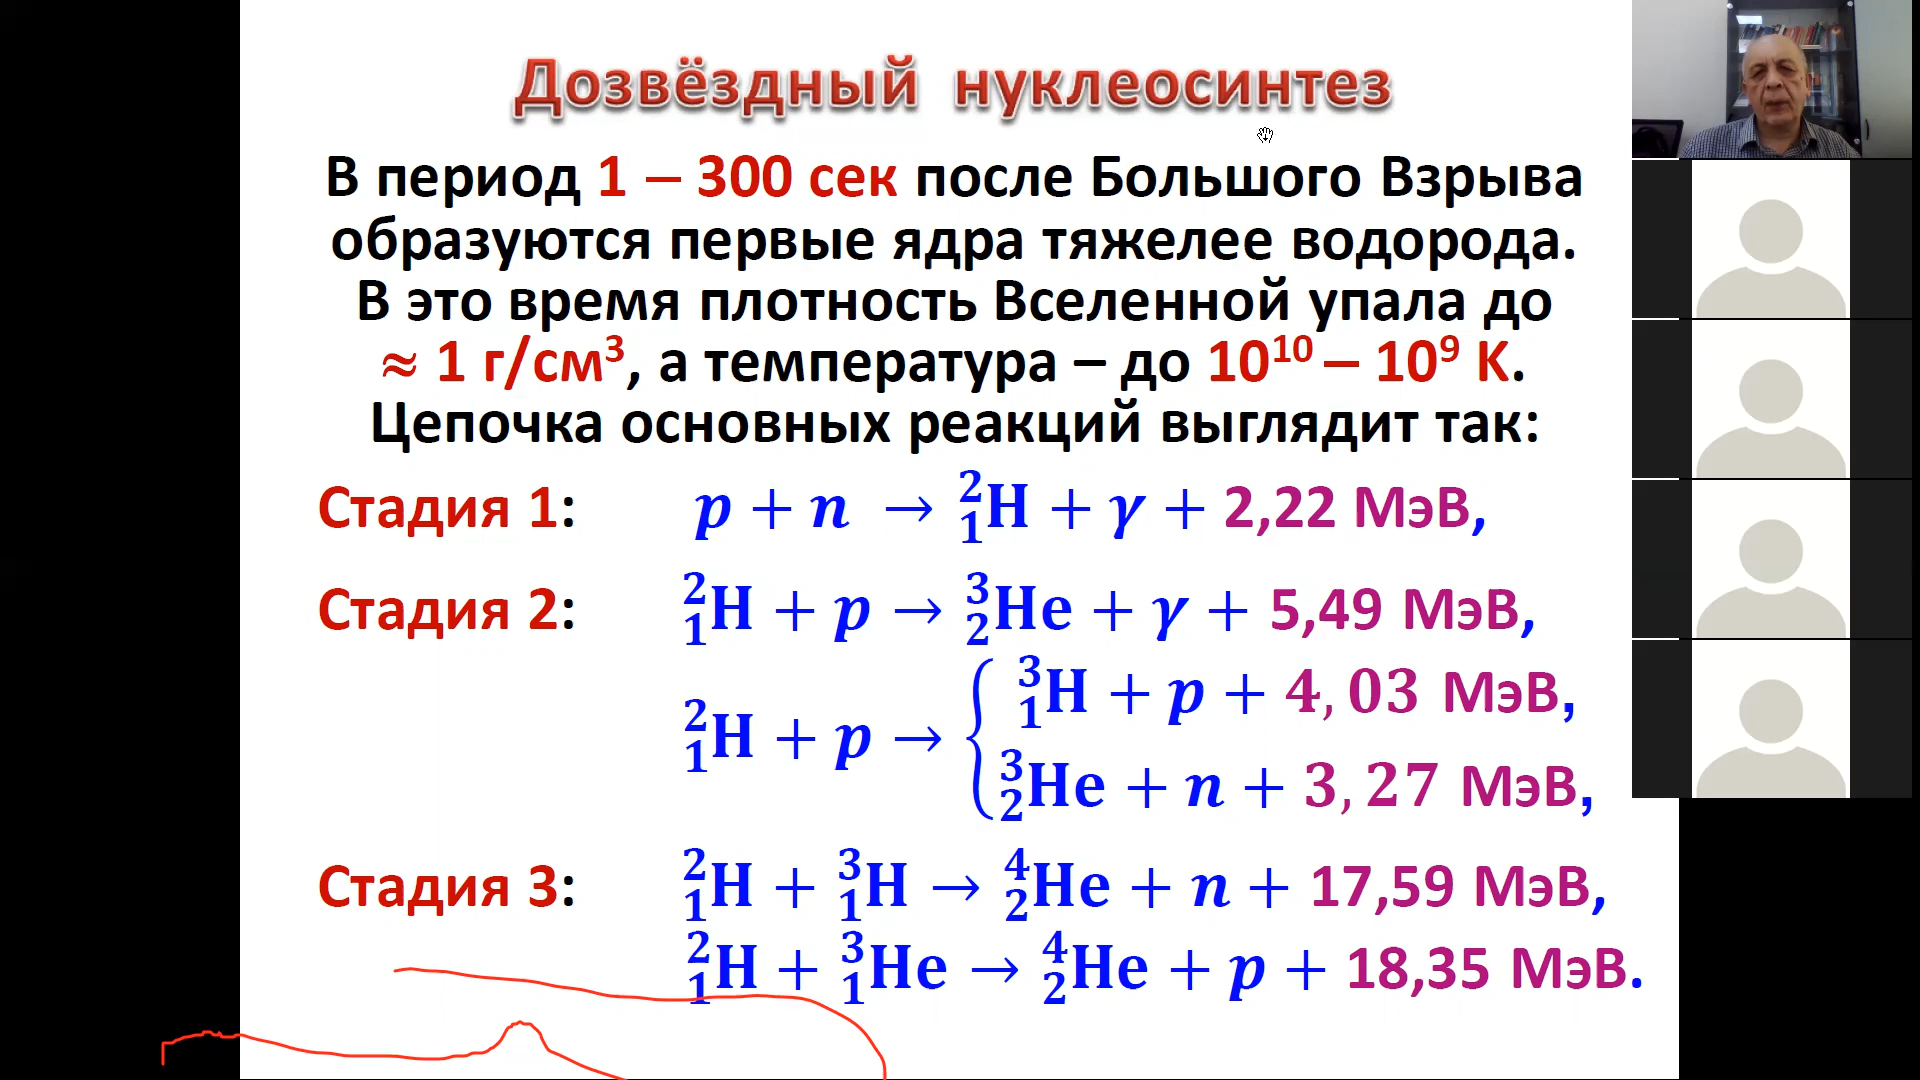 Дозвёздный нуклеосинтез
В период 1 – 300 сек после Большого Взрыва
образуются первые ядра тяжелее водорода.
В это время плотность Вселенной упала до
≈ 1 г/см³, а температура – до 10¹⁰ – 10⁹ К.
Цепочка основных реакций выглядит так:
Стадия 1: p + n → ²₁H + γ + 2,22 МэВ,
Стадия 2: ²₁H + p → ³₂He + γ + 5,49 МэВ,
²₁H + p → { ³₁H + p + 4,03 МэВ,
³₂He + n + 3,27 МэВ,
Стадия 3: ²₁H + ³₁H → ⁴₂He + n + 17,59 МэВ,
²₁H + ³₁He → ⁴₂He + p + 18,35 МэВ.